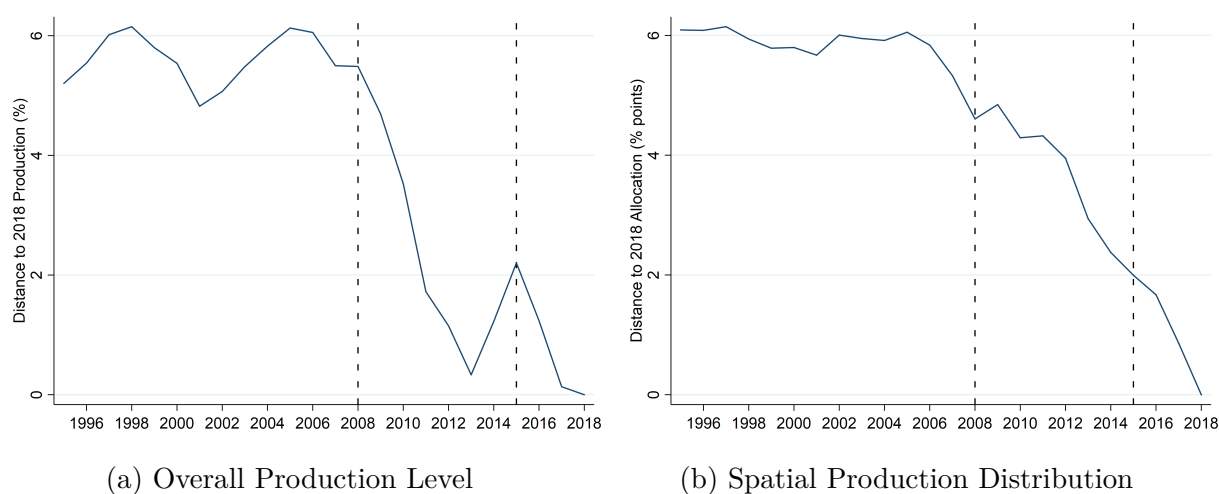 Distance to 2018 Production (%)
6
4
2
0
1996 1998 2000 2002 2004 2006 2008 2010 2012 2014 2016 2018
(a) Overall Production Level
Distance to 2018 Allocation (% points)
6
4
2
0
1996 1998 2000 2002 2004 2006 2008 2010 2012 2014 2016 2018
(b) Spatial Production Distribution